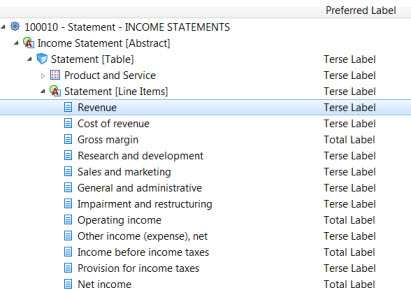 Preferred Label
100010 - Statement - INCOME STATEMENTS
Income Statement [Abstract]
Statement [Table] Terse Label
Product and Service Terse Label
Statement [Line Items] Terse Label
Revenue Terse Label
Cost of revenue Terse Label
Gross margin Total Label
Research and development Terse Label
Sales and marketing Terse Label
General and administrative Terse Label
Impairment and restructuring Terse Label
Operating income Total Label
Other income (expense), net Terse Label
Income before income taxes Total Label
Provision for income taxes Terse Label
Net income Total Label